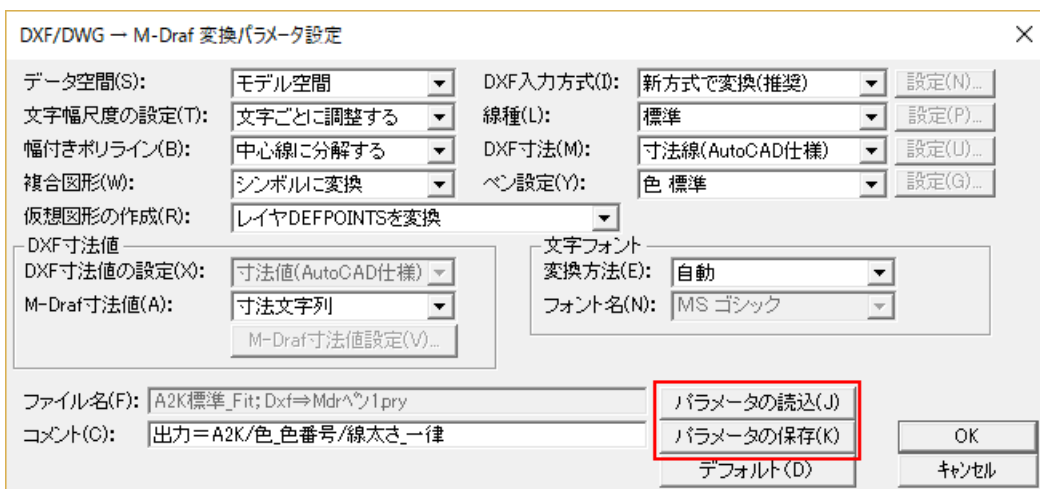 DXF/DWG → M-Draf 変換パラメータ設定
データ空間(S): モデル空間 DXF入力方式(I): 新方式で変換(推奨) 設定(N)...
文字幅尺度の設定(T): 文字ごとに調整する 線種(L): 標準 設定(P)...
幅付きポリライン(B): 中心線に分解する DXF寸法(M): 寸法線(AutoCAD仕様) 設定(U)...
複合図形(W): シンボルに変換 ペン設定(Y): 色 標準 設定(G)...
仮想図形の作成(R): レイヤDEFPOINTSを変換
DXF寸法値 文字フォント
DXF寸法値の設定(X): 寸法値(AutoCAD仕様) 変換方法(E): 自動
M-Draf寸法値(A): 寸法文字列 フォント名(N): MS ゴシック
M-Draf寸法値設定(V)...
ファイル名(F): A2K標準_Fit; Dxf⇒Mdrペン1.pry パラメータの読込(J)
コメント(C): 出力=A2K/色_色番号/線太さ_一律 パラメータの保存(K) OK
デフォルト(D) キャンセル